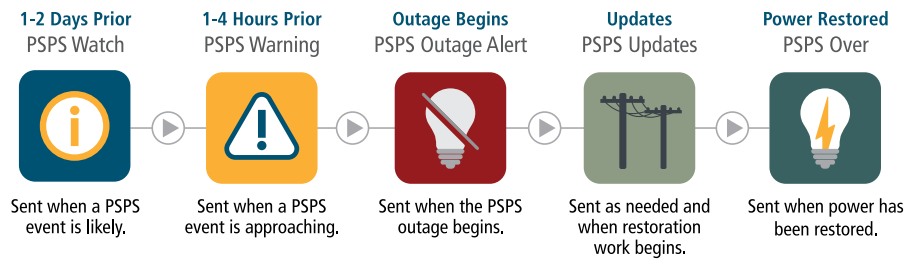 1-2 Days Prior
PSPS Watch
Sent when a PSPS
event is likely.
1-4 Hours Prior
PSPS Warning
Sent when a PSPS
event is approaching.
Outage Begins
PSPS Outage Alert
Sent when the PSPS
outage begins.
Updates
PSPS Updates
Sent as needed and
when restoration
work begins.
Power Restored
PSPS Over
Sent when power has
been restored.